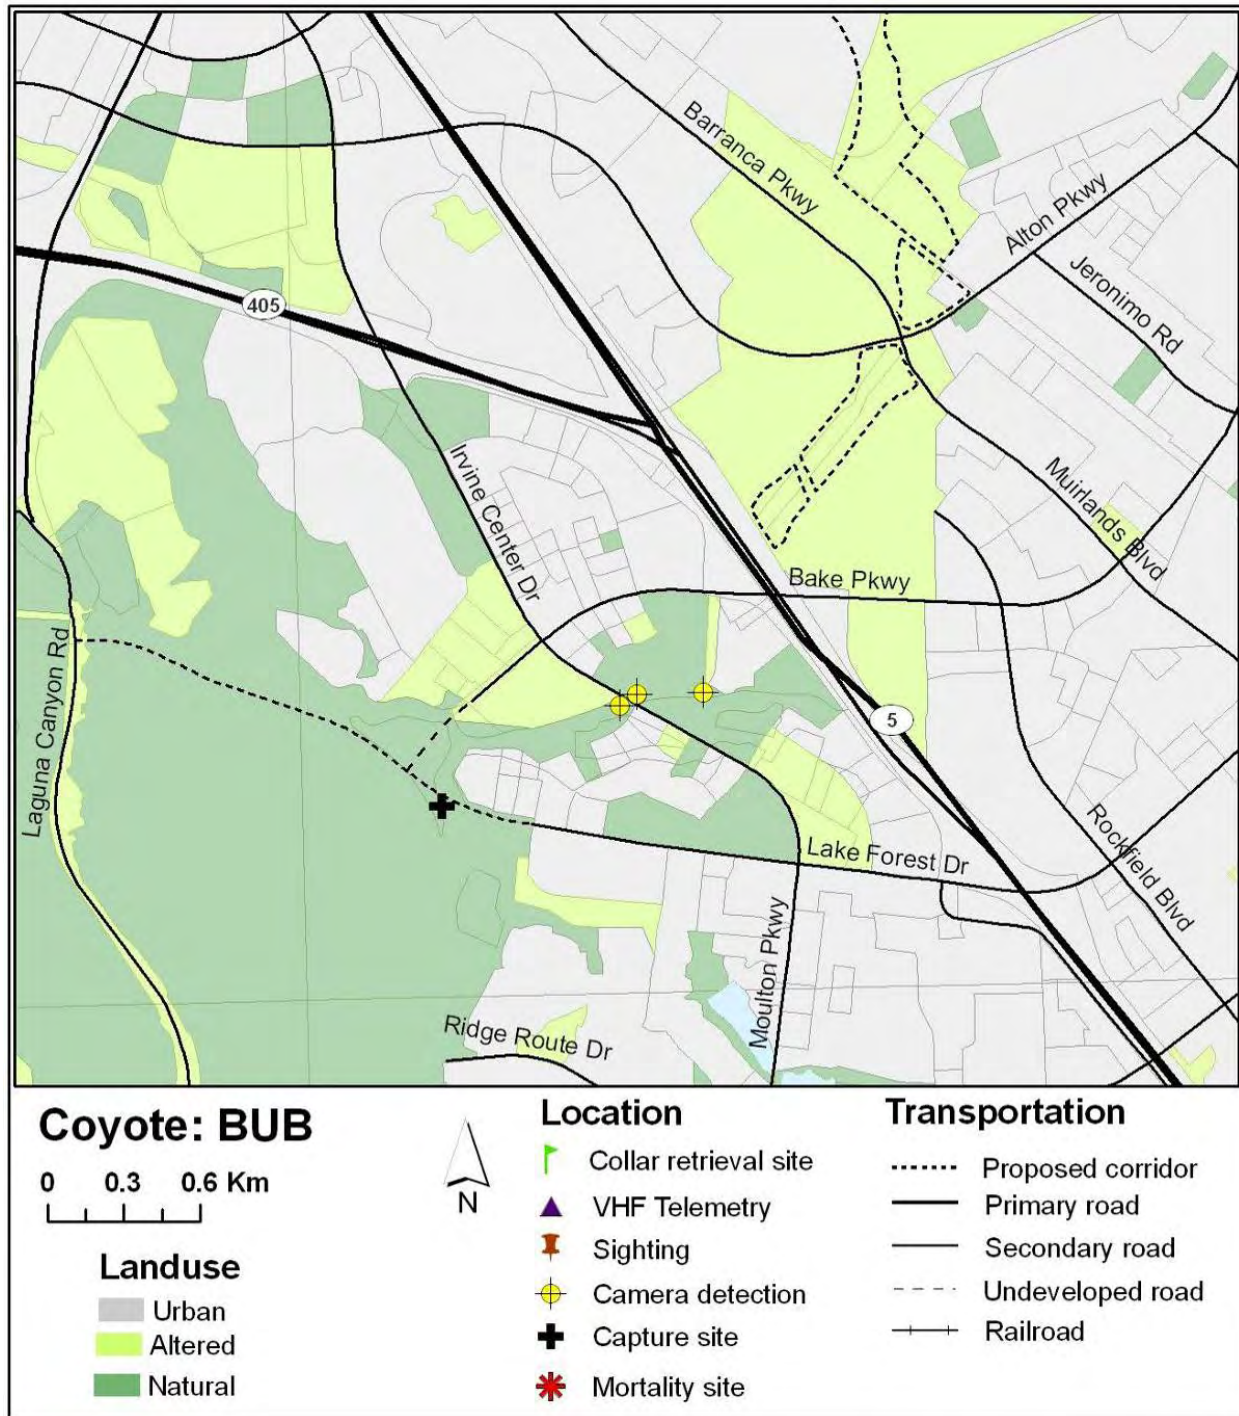 Barranca Pkwy
Alton Pkwy
Jeronimo Rd
405
Irvine Center Dr
Muirlands Blvd
Bake Pkwy
Laguna Canyon Rd
5
Rockfield Blvd
Lake Forest Dr
Moulton Pkwy
Ridge Route Dr
Coyote: BUB
0 0.3 0.6 Km
Landuse
Urban
Altered
Natural
N
Location
Collar retrieval site
VHF Telemetry
Sighting
Camera detection
Capture site
Mortality site
Transportation
Proposed corridor
Primary road
Secondary road
Undeveloped road
Railroad